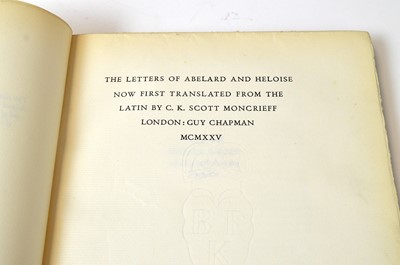 THE LETTERS OF ABELARD AND HELOISE
NOW FIRST TRANSLATED FROM THE
LATIN BY C. K. SCOTT MONCRIEFF
LONDON: GUY CHAPMAN
MCMXXV